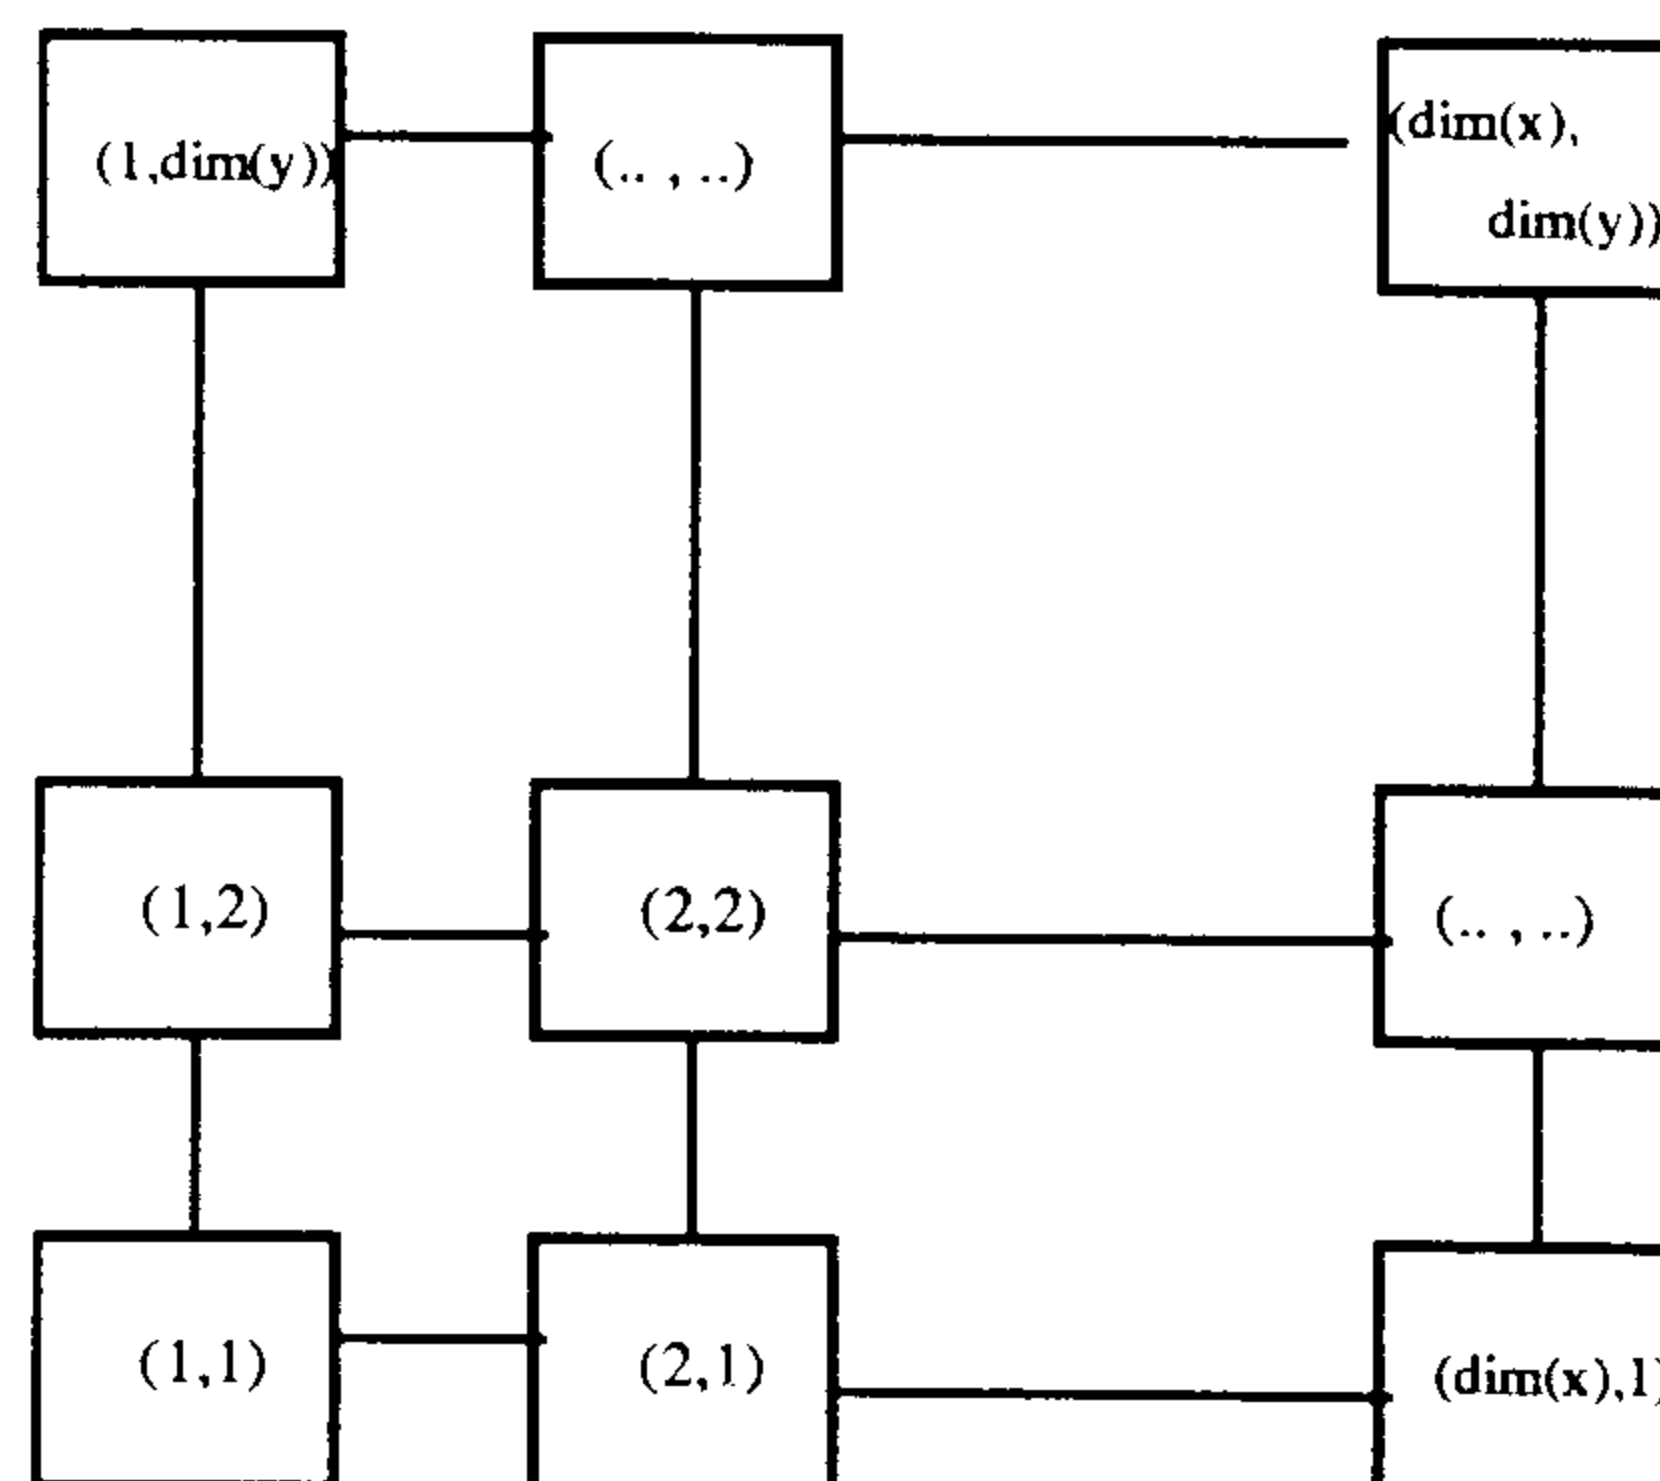 (1,dim(y))
(.. , ..)
(dim(x),
dim(y))
(1,2)
(2,2)
(.. , ..)
(1,1)
(2,1)
(dim(x),1)